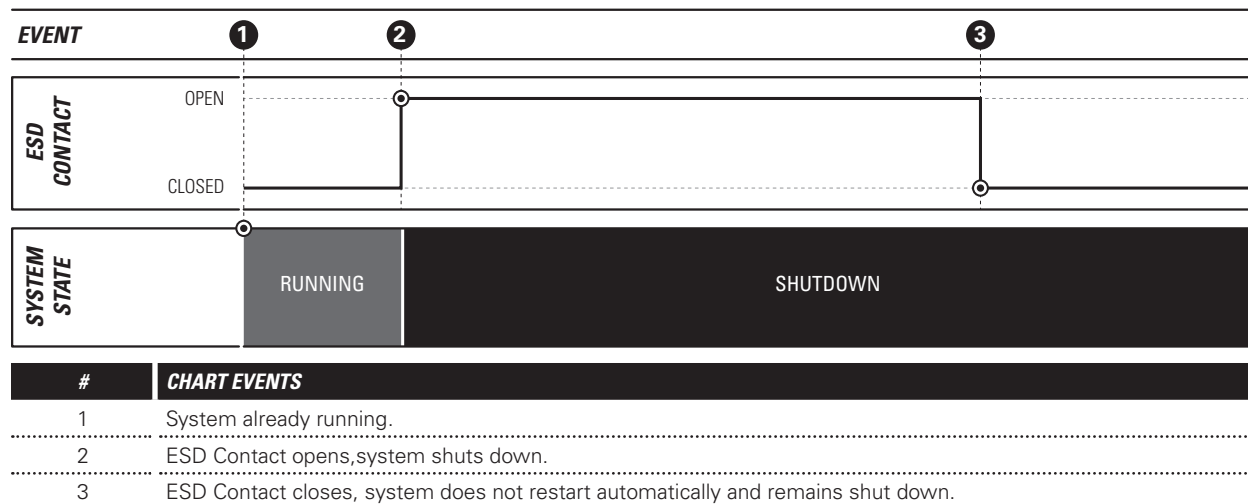 EVENT 1 2 3
ESD
CONTACT
OPEN
CLOSED
SYSTEM
STATE
RUNNING SHUTDOWN
# CHART EVENTS
1 System already running.
2 ESD Contact opens,system shuts down.
3 ESD Contact closes, system does not restart automatically and remains shut down.